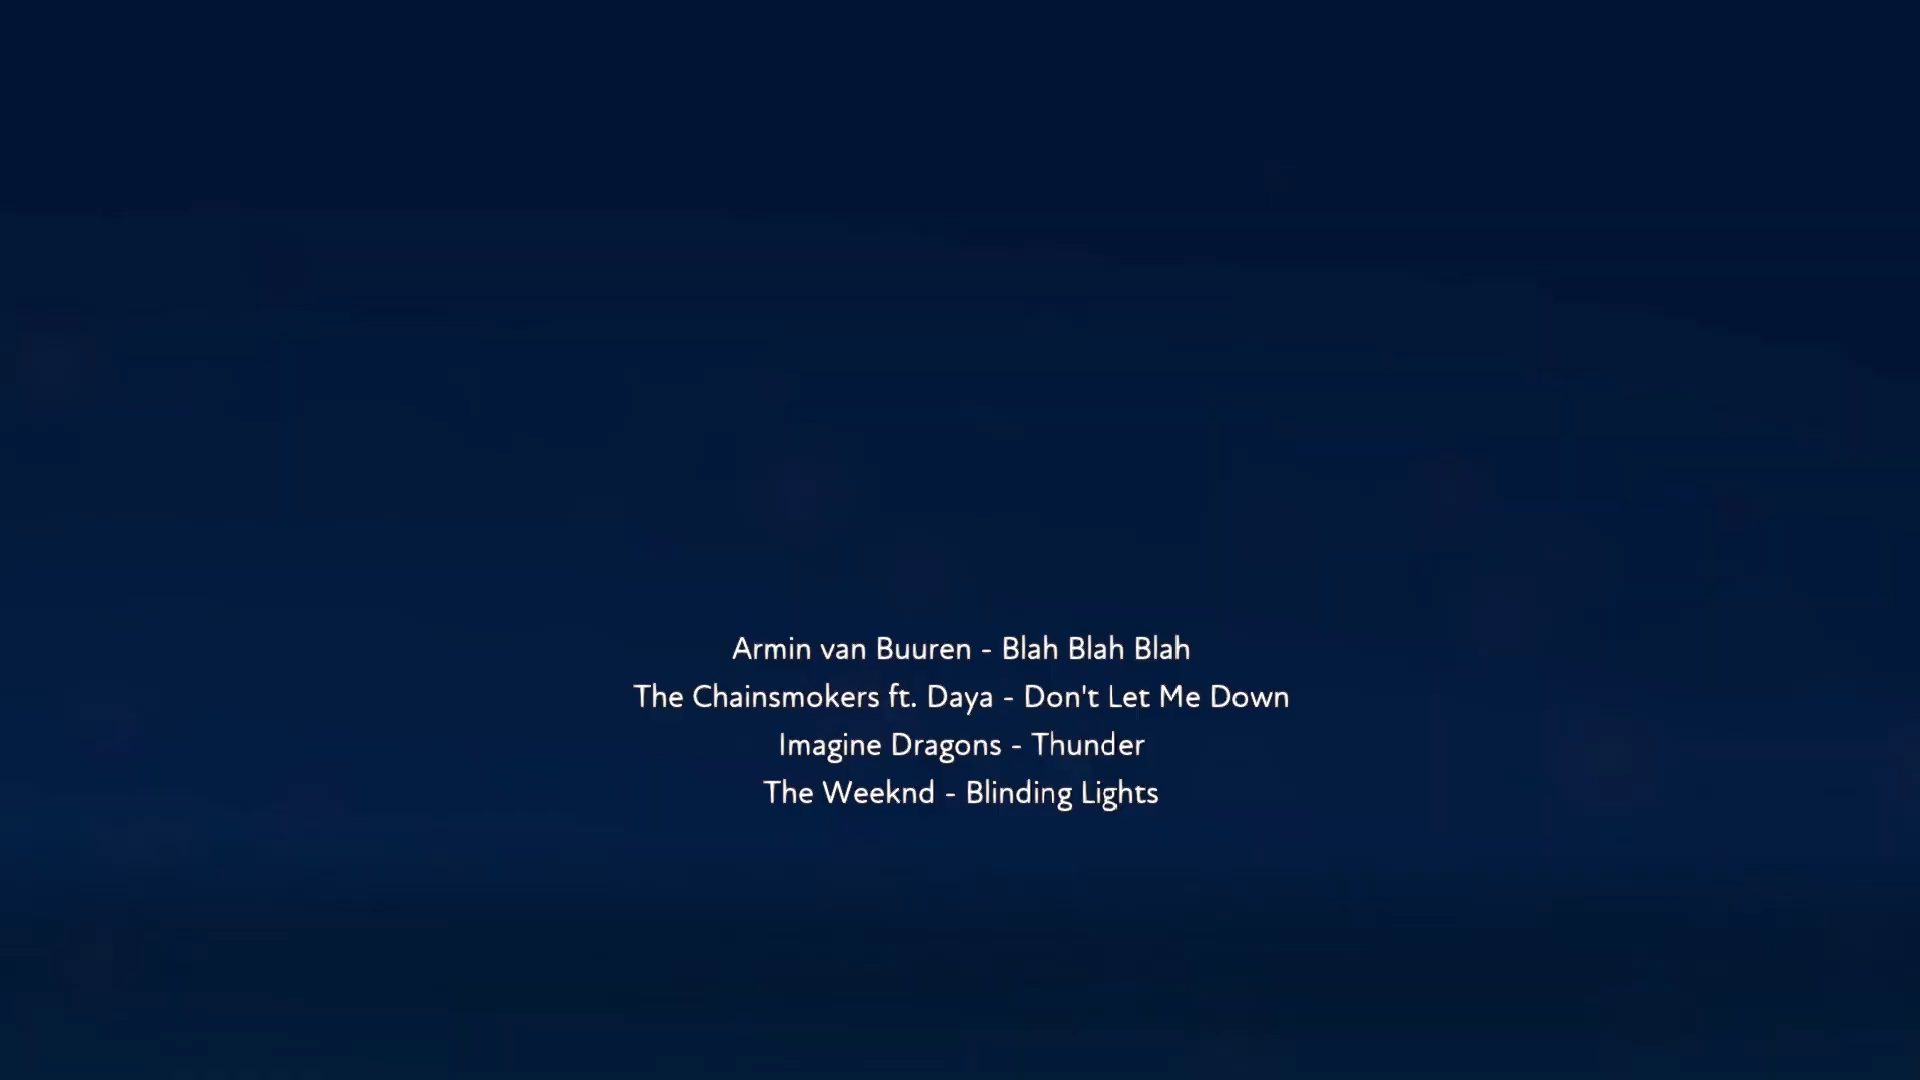 Armin van Buuren - Blah Blah Blah
The Chainsmokers ft. Daya - Don't Let Me Down
Imagine Dragons - Thunder
The Weeknd - Blinding Lights